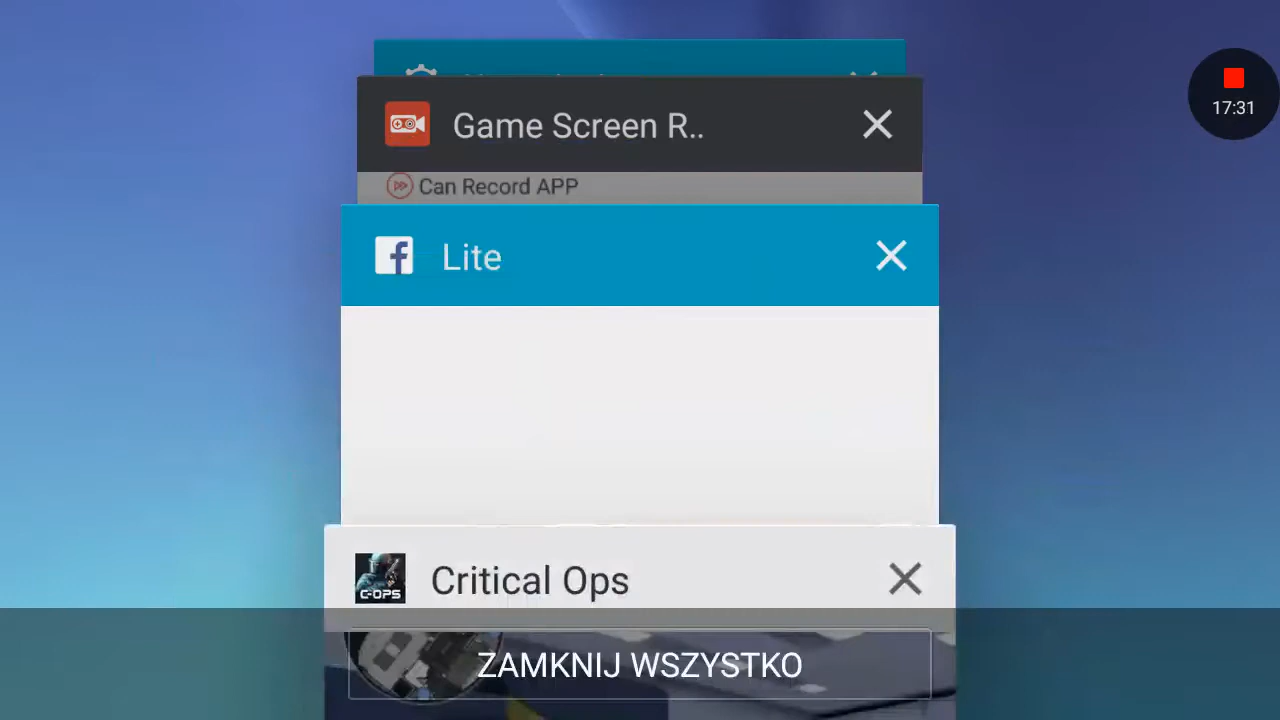 Game Screen R..
17:31
Can Record APP
Lite
C-OPS
Critical Ops
ZAMKNIJ WSZYSTKO